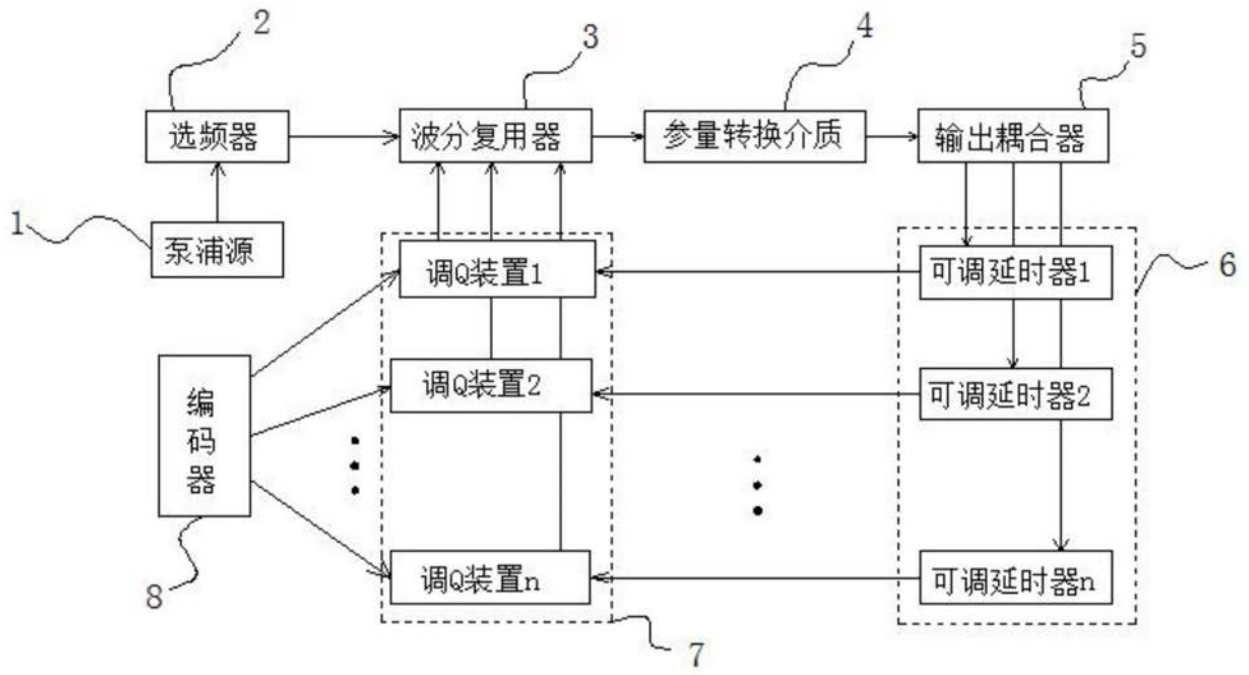 2
3
4
5
选频器
波分复用器
参量转换介质
输出耦合器
1
泵浦源
调Q装置1
可调延时器1
6
编码器
调Q装置2
可调延时器2
调Q装置n
可调延时器n
8
7